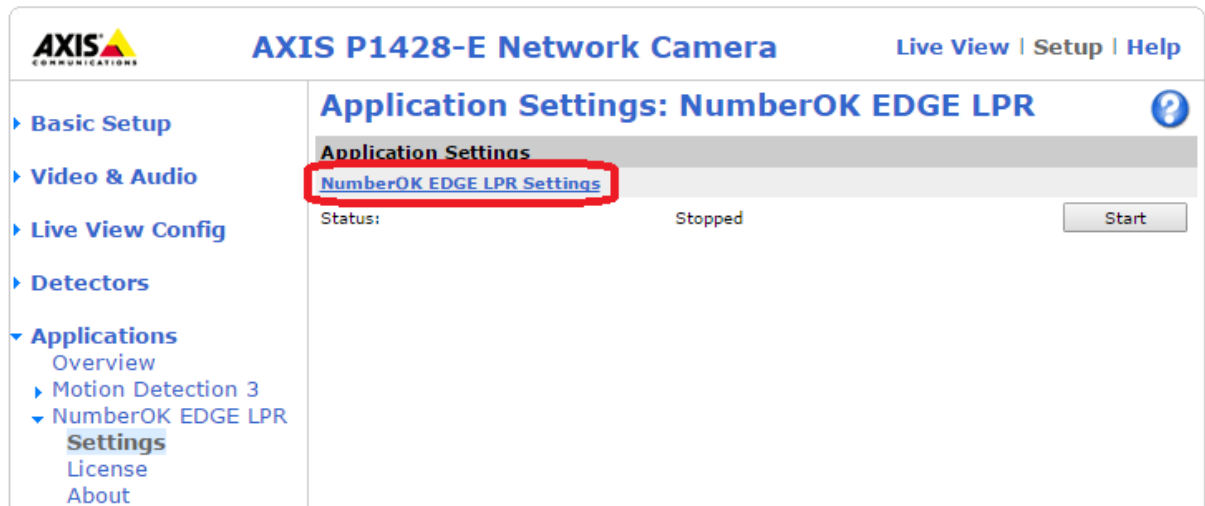 AXIS
COMMUNICATIONS
AXIS P1428-E Network Camera
Live View | Setup | Help
Basic Setup
Video & Audio
Live View Config
Detectors
Applications
Overview
Motion Detection 3
NumberOK EDGE LPR
Settings
License
About
Application Settings: NumberOK EDGE LPR
?
Application Settings
NumberOK EDGE LPR Settings
Status: Stopped Start